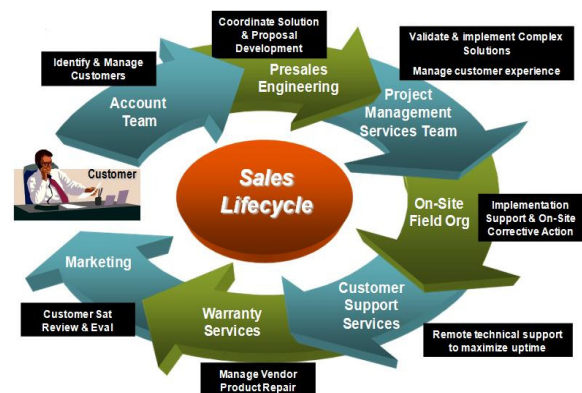 Coordinate Solution
& Proposal
Development
Identify & Manage
Customers
Validate & implement Complex
Solutions
Manage customer experience
Account
Team
Presales
Engineering
Project
Management
Services Team
Customer
Sales
Lifecycle
On-Site
Field Org
Implementation
Support & On-Site
Corrective Action
Marketing
Warranty
Services
Customer
Support
Services
Customer Sat
Review & Eval
Manage Vendor
Product Repair
Remote technical support
to maximize uptime